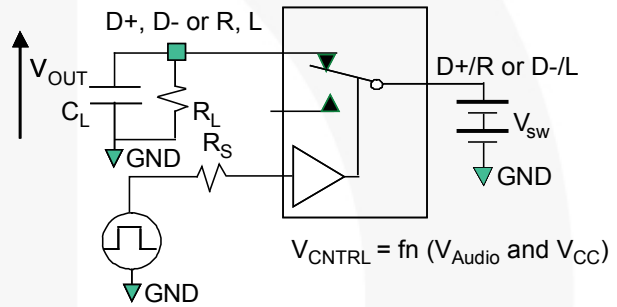 D+, D- or R, L
V_OUT
C_L
R_L
GND
R_S
D+/R or D-/L
V_sw
GND
V_CNTRL = fn (V_Audio and V_CC)
GND